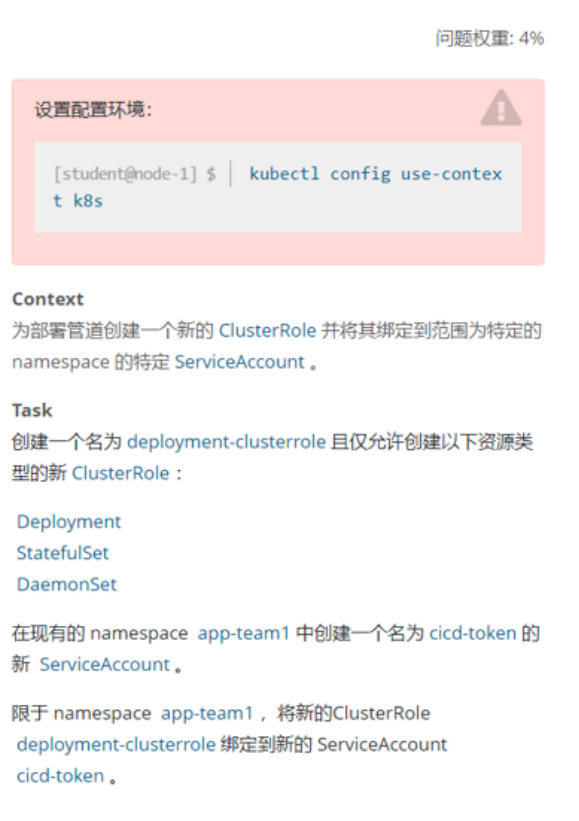 问题权重: 4%
设置配置环境:
[student@node-1] $ | kubectl config use-contex
t k8s
Context
为部署管道创建一个新的 ClusterRole 并将其绑定到范围为特定的
namespace 的特定 ServiceAccount 。
Task
创建一个名为 deployment-clusterrole 且仅允许创建以下资源类
型的新 ClusterRole :
Deployment
StatefulSet
DaemonSet
在现有的 namespace app-team1 中创建一个名为 cicd-token 的
新 ServiceAccount 。
限于 namespace app-team1 ，将新的ClusterRole
deployment-clusterrole 绑定到新的 ServiceAccount
cicd-token 。